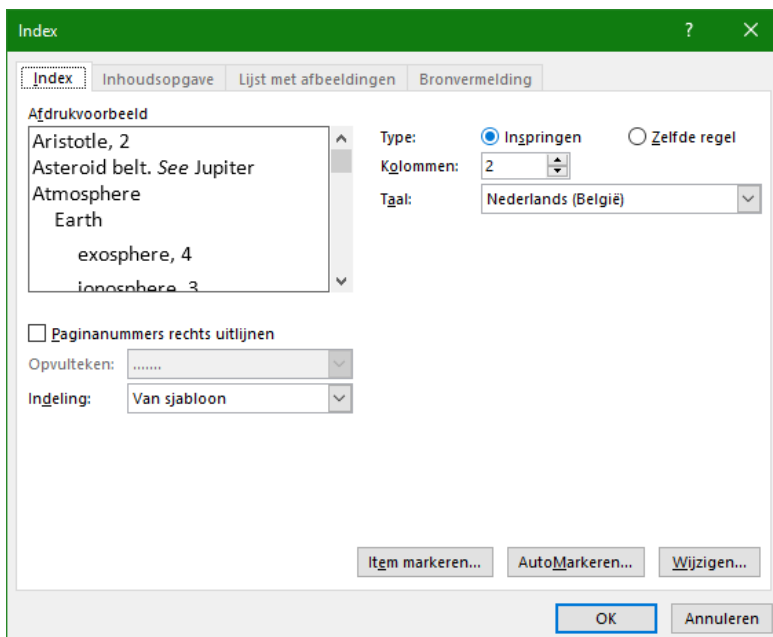 Index ?
Index Inhoudsopgave Lijst met afbeeldingen Bronvermelding
Afdrukvoorbeeld
Aristotle, 2
Asteroid belt. See Jupiter
Atmosphere
Earth
exosphere, 4
ionosphere, 3
Type: Inspringen Zelfde regel
Kolommen: 2
Taal: Nederlands (België)
Paginanummers rechts uitlijnen
Opvulteken: .......
Indeling: Van sjabloon
Item markeren... AutoMarkeren... Wijzigen...
OK Annuleren